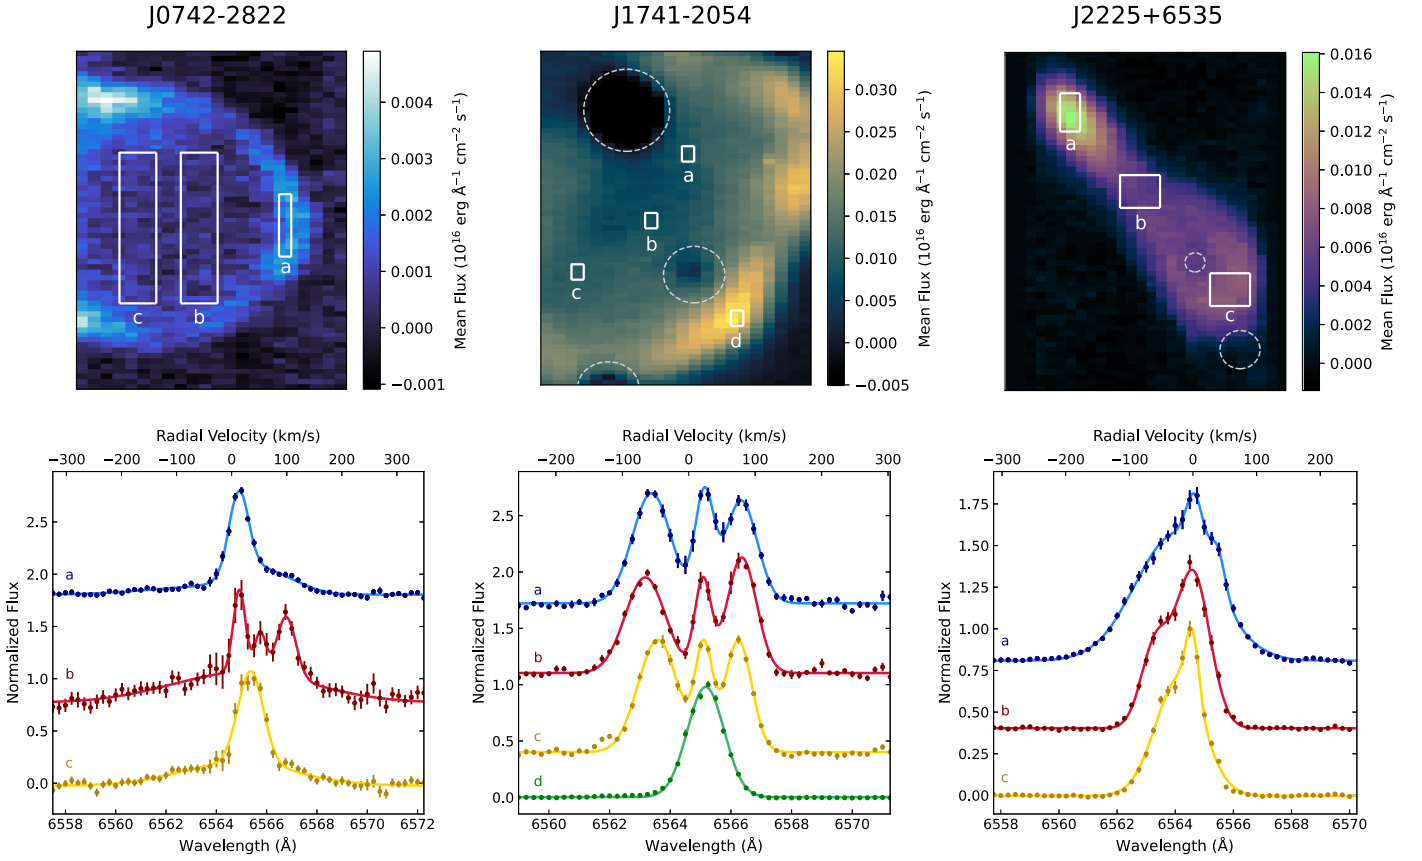 J0742-2822
J1741-2054
J2225+6535
a
b
c
0.004
0.003
0.002
0.001
0.000
−0.001
Mean Flux (10¹⁶ erg Å⁻¹ cm⁻² s⁻¹)
a
b
c
d
0.030
0.025
0.020
0.015
0.010
0.005
0.000
−0.005
Mean Flux (10¹⁶ erg Å⁻¹ cm⁻² s⁻¹)
a
b
c
0.016
0.014
0.012
0.010
0.008
0.006
0.004
0.002
0.000
Mean Flux (10¹⁶ erg Å⁻¹ cm⁻² s⁻¹)
Radial Velocity (km/s)
−300 −200 −100 0 100 200 300
Normalized Flux
2.5
2.0
1.5
1.0
0.5
0.0
a
b
c
6558 6560 6562 6564 6566 6568 6570 6572
Wavelength (Å)
Radial Velocity (km/s)
−200 −100 0 100 200 300
Normalized Flux
2.5
2.0
1.5
1.0
0.5
0.0
a
b
c
d
6560 6562 6564 6566 6568 6570
Wavelength (Å)
Radial Velocity (km/s)
−300 −200 −100 0 100 200
Normalized Flux
1.75
1.50
1.25
1.00
0.75
0.50
0.25
0.00
a
b
c
6558 6560 6562 6564 6566 6568 6570
Wavelength (Å)